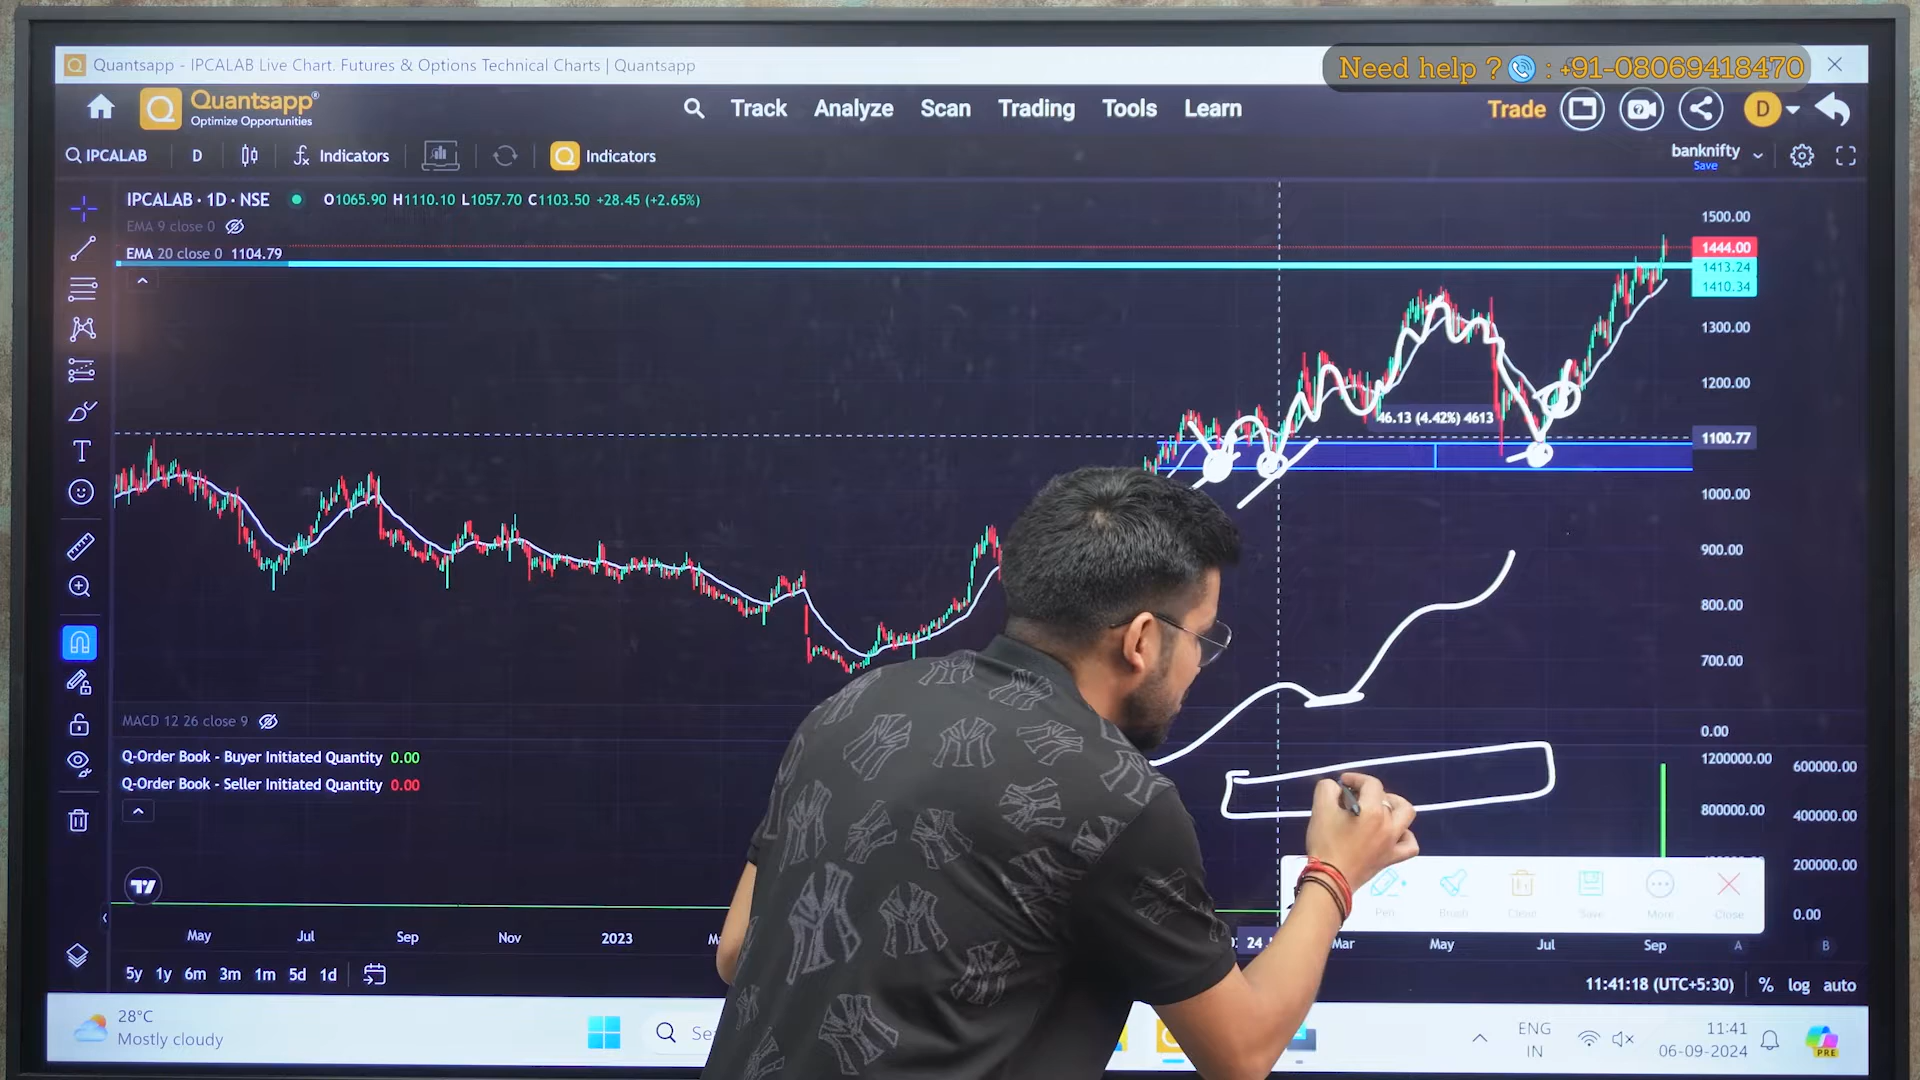 Quantsapp - IPCALAB Live Chart. Futures & Options Technical Charts | Quantsapp
Need help ? : +91-08069418470
Quantsapp®
Optimize Opportunities
Track Analyze Scan Trading Tools Learn
Trade
D
IPCALAB D Indicators Indicators
banknifty
Save
IPCALAB · 1D · NSE O1065.90 H1110.10 L1057.70 C1103.50 +28.45 (+2.65%)
EMA 9 close 0
EMA 20 close 0 1104.79
1500.00
1444.00
1413.24
1410.34
1300.00
1200.00
46.13 (4.42%) 4613
1100.77
1000.00
900.00
800.00
700.00
MACD 12 26 close 9
0.00
Q-Order Book - Buyer Initiated Quantity 0.00
Q-Order Book - Seller Initiated Quantity 0.00
1200000.00 600000.00
800000.00 400000.00
200000.00
0.00
Pen Brush Clear Save More Close
May Jul Sep Nov 2023 24 Mar May Jul Sep A B
5y 1y 6m 3m 1m 5d 1d
11:41:18 (UTC+5:30) % log auto
28°C
Mostly cloudy
ENG
IN
11:41
06-09-2024
PRE